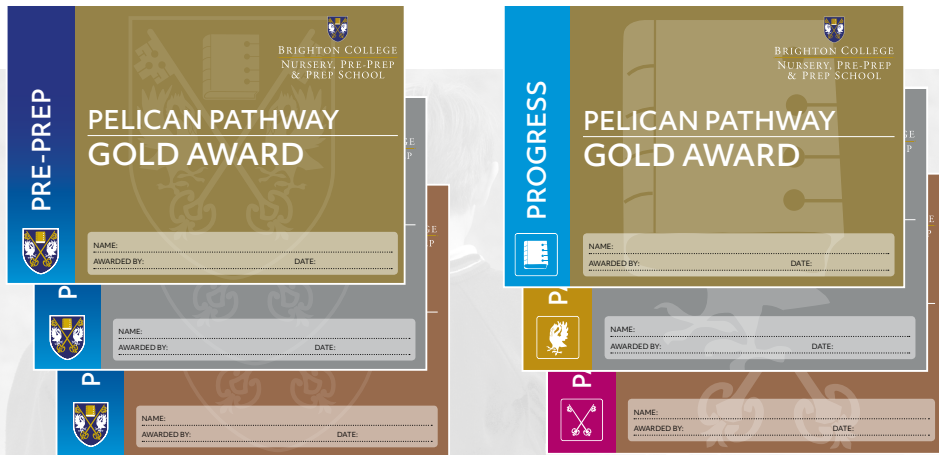 BRIGHTON COLLEGE
NURSERY, PRE-PREP
& PREP SCHOOL
PRE-PREP
PELICAN PATHWAY
GOLD AWARD
NAME:
AWARDED BY: DATE:
P
NAME:
AWARDED BY: DATE:
P
NAME:
AWARDED BY: DATE:
BRIGHTON COLLEGE
NURSERY, PRE-PREP
& PREP SCHOOL
PROGRESS
PELICAN PATHWAY
GOLD AWARD
NAME:
AWARDED BY: DATE:
PA
NAME:
AWARDED BY: DATE:
PA
NAME:
AWARDED BY: DATE: